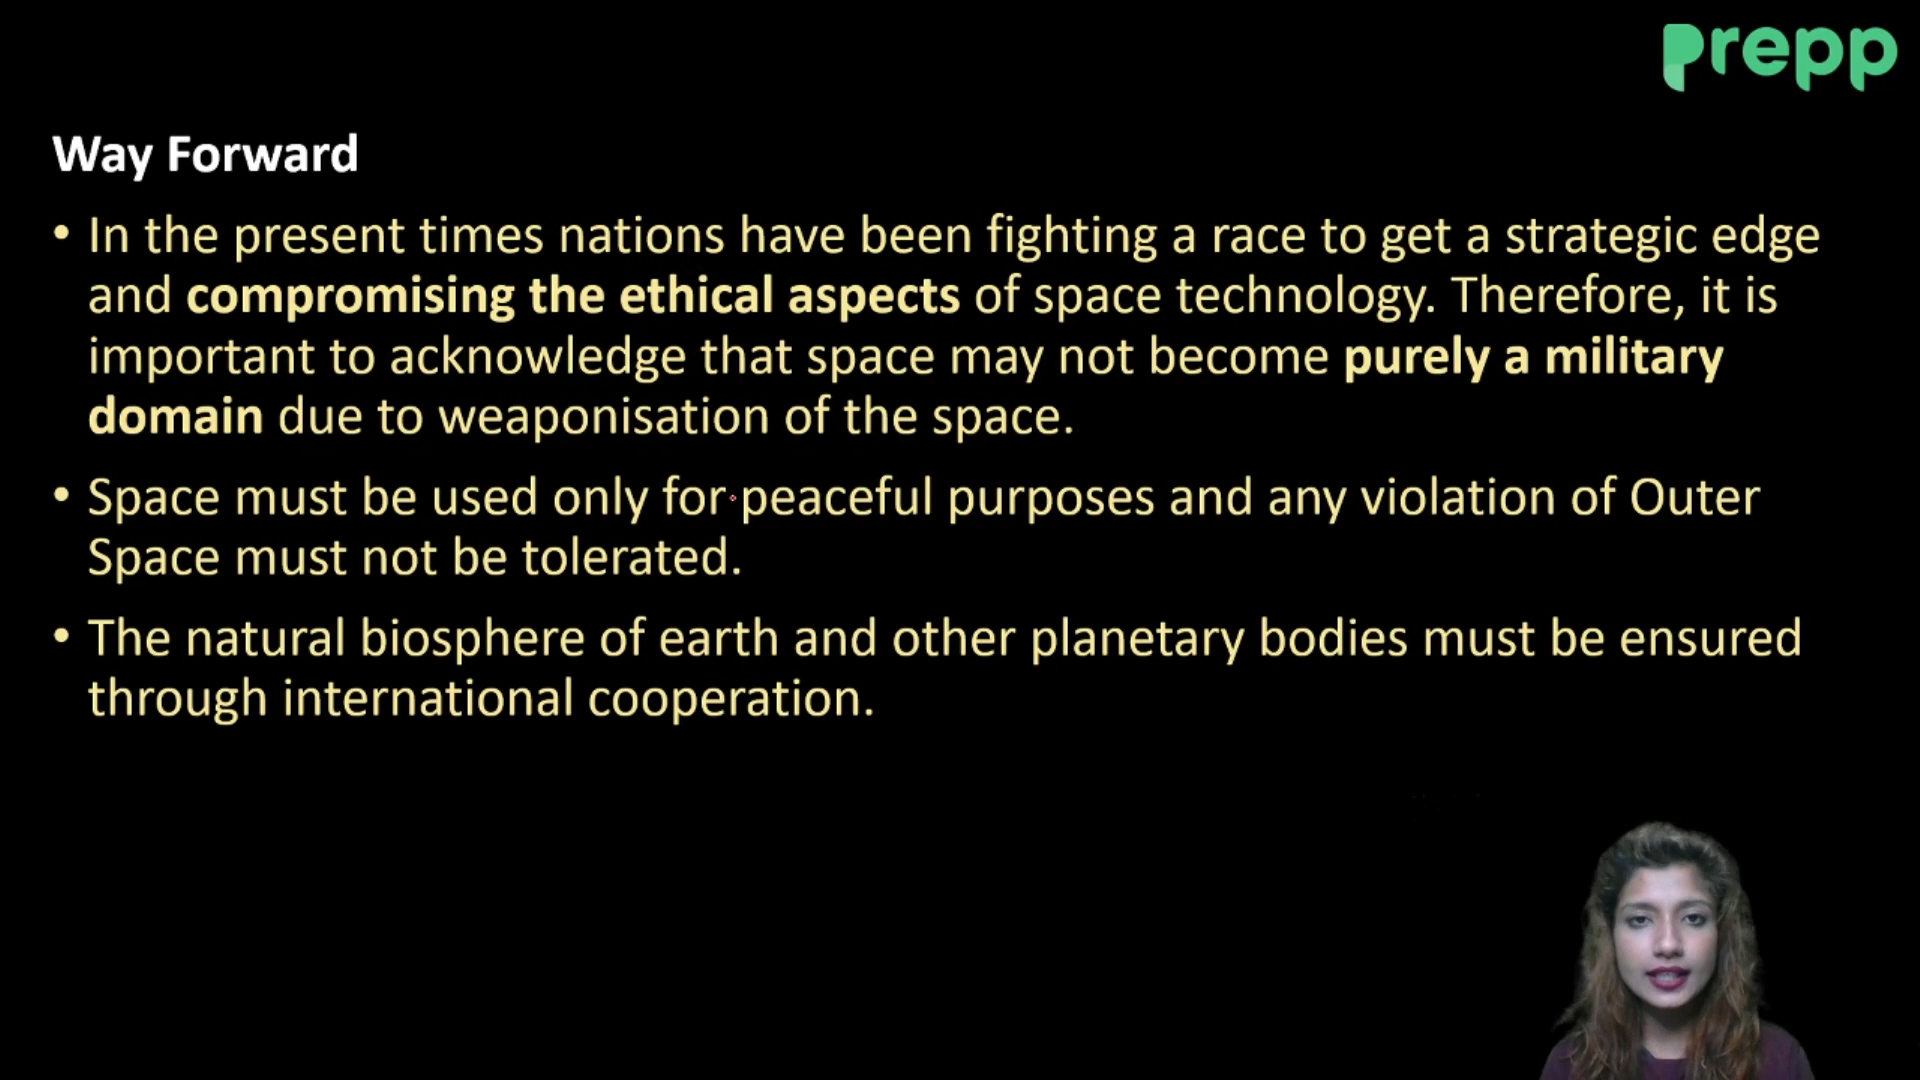 prepp
Way Forward
• In the present times nations have been fighting a race to get a strategic edge
and compromising the ethical aspects of space technology. Therefore, it is
important to acknowledge that space may not become purely a military
domain due to weaponisation of the space.
• Space must be used only for peaceful purposes and any violation of Outer
Space must not be tolerated.
• The natural biosphere of earth and other planetary bodies must be ensured
through international cooperation.